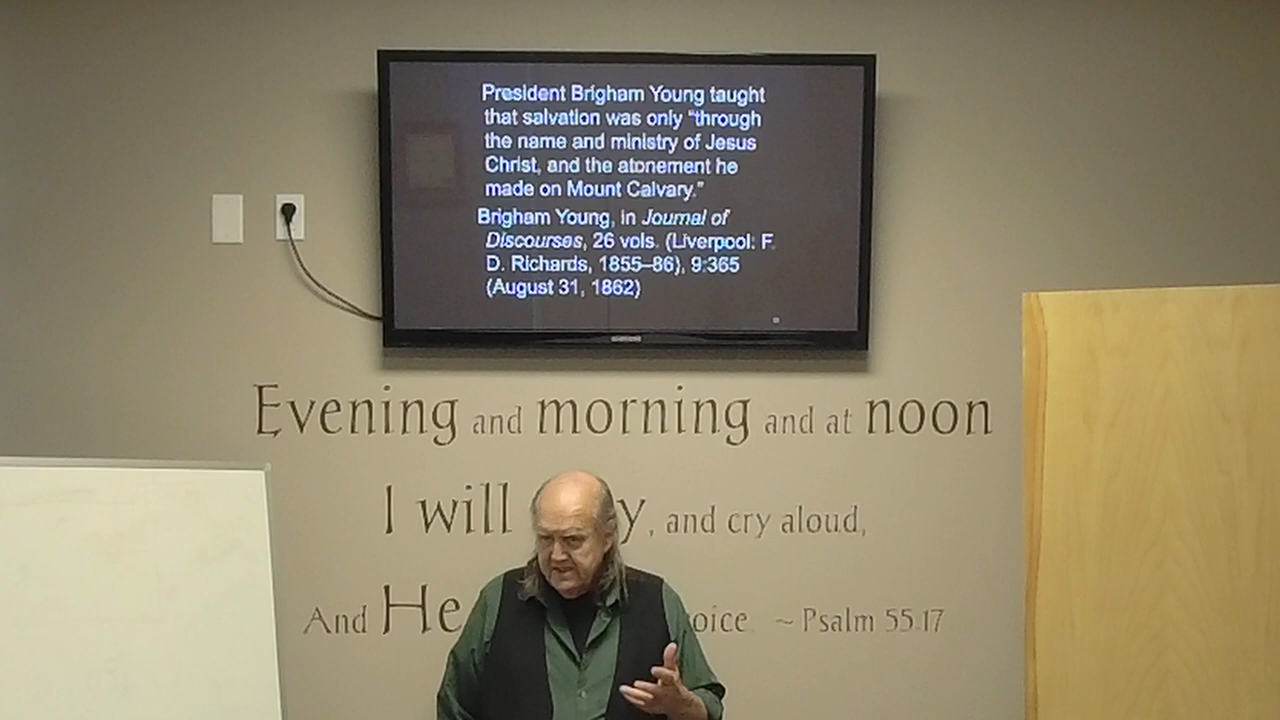 President Brigham Young taught
that salvation was only “through
the name and ministry of Jesus
Christ, and the atonement he
made on Mount Calvary.”
Brigham Young, in Journal of
Discourses, 26 vols. (Liverpool: F.
D. Richards, 1855–86), 9:365
(August 31, 1862)
Evening and morning and at noon
I will y, and cry aloud,
And He oice. ~ Psalm 55:17